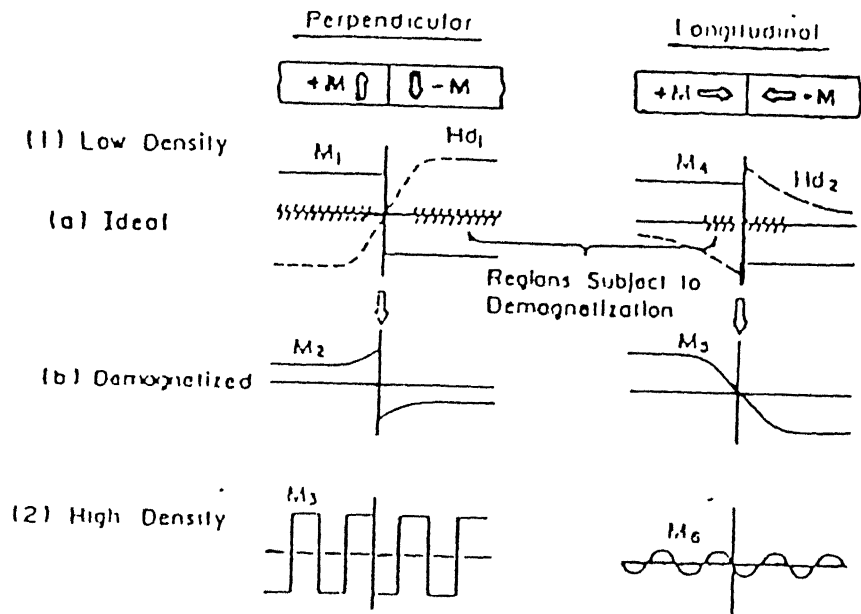 Perpendicular Longitudinal
+M -M +M -M
(1) Low Density M₁ Hd₁ M₄ Hd₂
(a) Ideal
Regions Subject to
Demagnetization
M₂ M₅
(b) Damagnetized
(2) High Density M₃ M₆